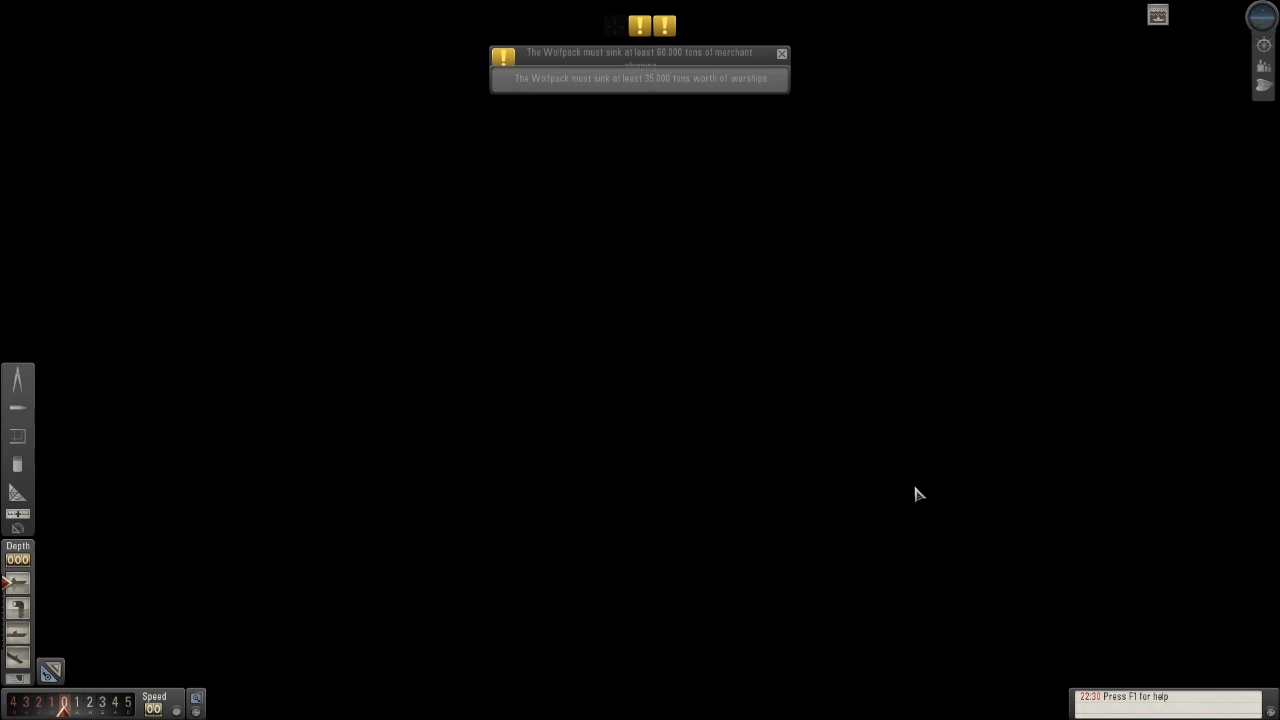 The Wolfpack must sink at least 60.000 tons of merchant
shipping
The Wolfpack must sink at least 35.000 tons worth of warships
Depth
000
4 3 2 1 0 1 2 3 4 5
Speed
00
22:30 Press F1 for help